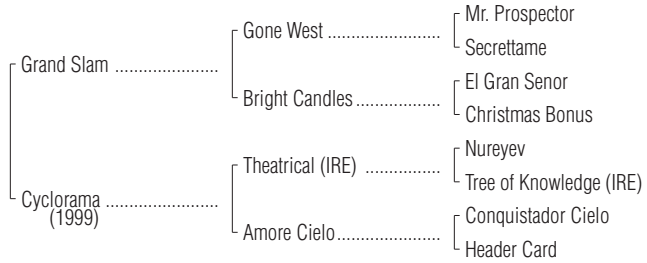 Mr. Prospector
Gone West
Secrettame
Grand Slam
El Gran Senor
Bright Candles
Christmas Bonus
Nureyev
Theatrical (IRE)
Tree of Knowledge (IRE)
Cyclorama
(1999)
Conquistador Cielo
Amore Cielo
Header Card